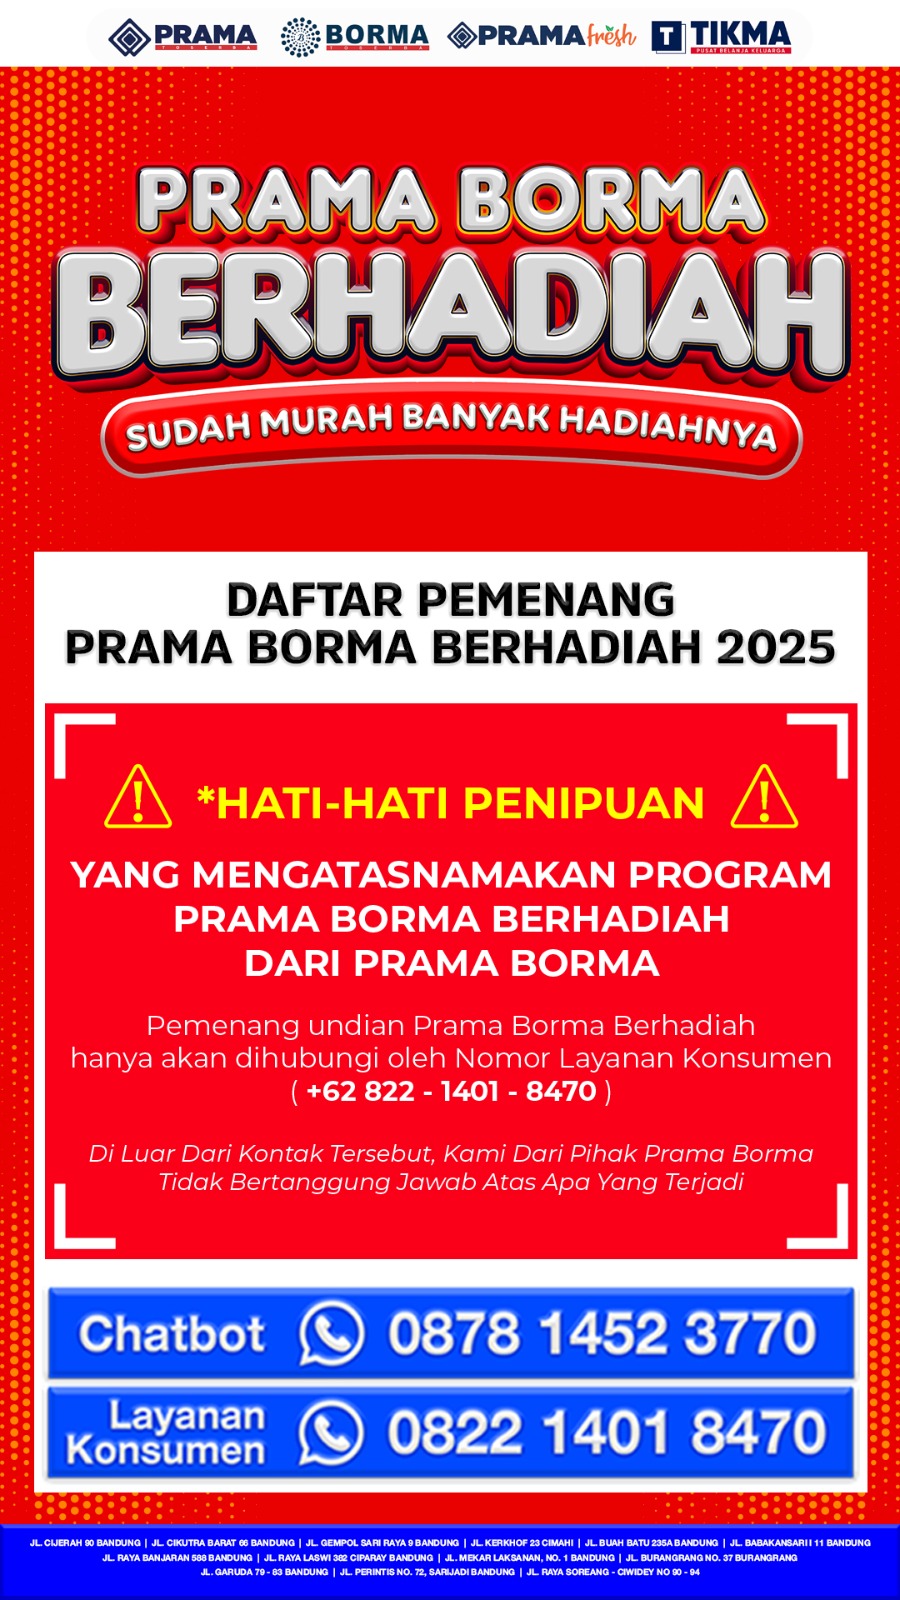 PRAMA
TOSERBA
BORMA
TOSERBA
PRAMAfresh
T TIKMA
PUSAT BELANJA KELUARGA
PRAMA BORMA
BERHADIAH
SUDAH MURAH BANYAK HADIAHNYA
DAFTAR PEMENANG
PRAMA BORMA BERHADIAH 2025
*HATI-HATI PENIPUAN
YANG MENGATASNAMAKAN PROGRAM
PRAMA BORMA BERHADIAH
DARI PRAMA BORMA
Pemenang undian Prama Borma Berhadiah
hanya akan dihubungi oleh Nomor Layanan Konsumen
( +62 822 - 1401 - 8470 )
Di Luar Dari Kontak Tersebut, Kami Dari Pihak Prama Borma
Tidak Bertanggung Jawab Atas Apa Yang Terjadi
Chatbot 0878 1452 3770
Layanan
Konsumen 0822 1401 8470
JL. CIJERAH 90 BANDUNG | JL. CIKUTRA BARAT 66 BANDUNG | JL. GEMPOL SARI RAYA 9 BANDUNG | JL. KERKHOF 23 CIMAHI | JL. BUAH BATU 235A BANDUNG | JL. BABAKANSARI I 11 BANDUNG
JL. RAYA BANJARAN 588 BANDUNG | JL. RAYA LASWI 382 CIPARAY BANDUNG | JL. MEKAR LAKSANAN, NO. 1 BANDUNG | JL. BURANGRANG NO. 37 BURANGRANG
JL. GARUDA 79 - 83 BANDUNG | JL. PERINTIS NO. 72, SARIJADI BANDUNG | JL. RAYA SOREANG - CIWIDEY NO 90 - 94